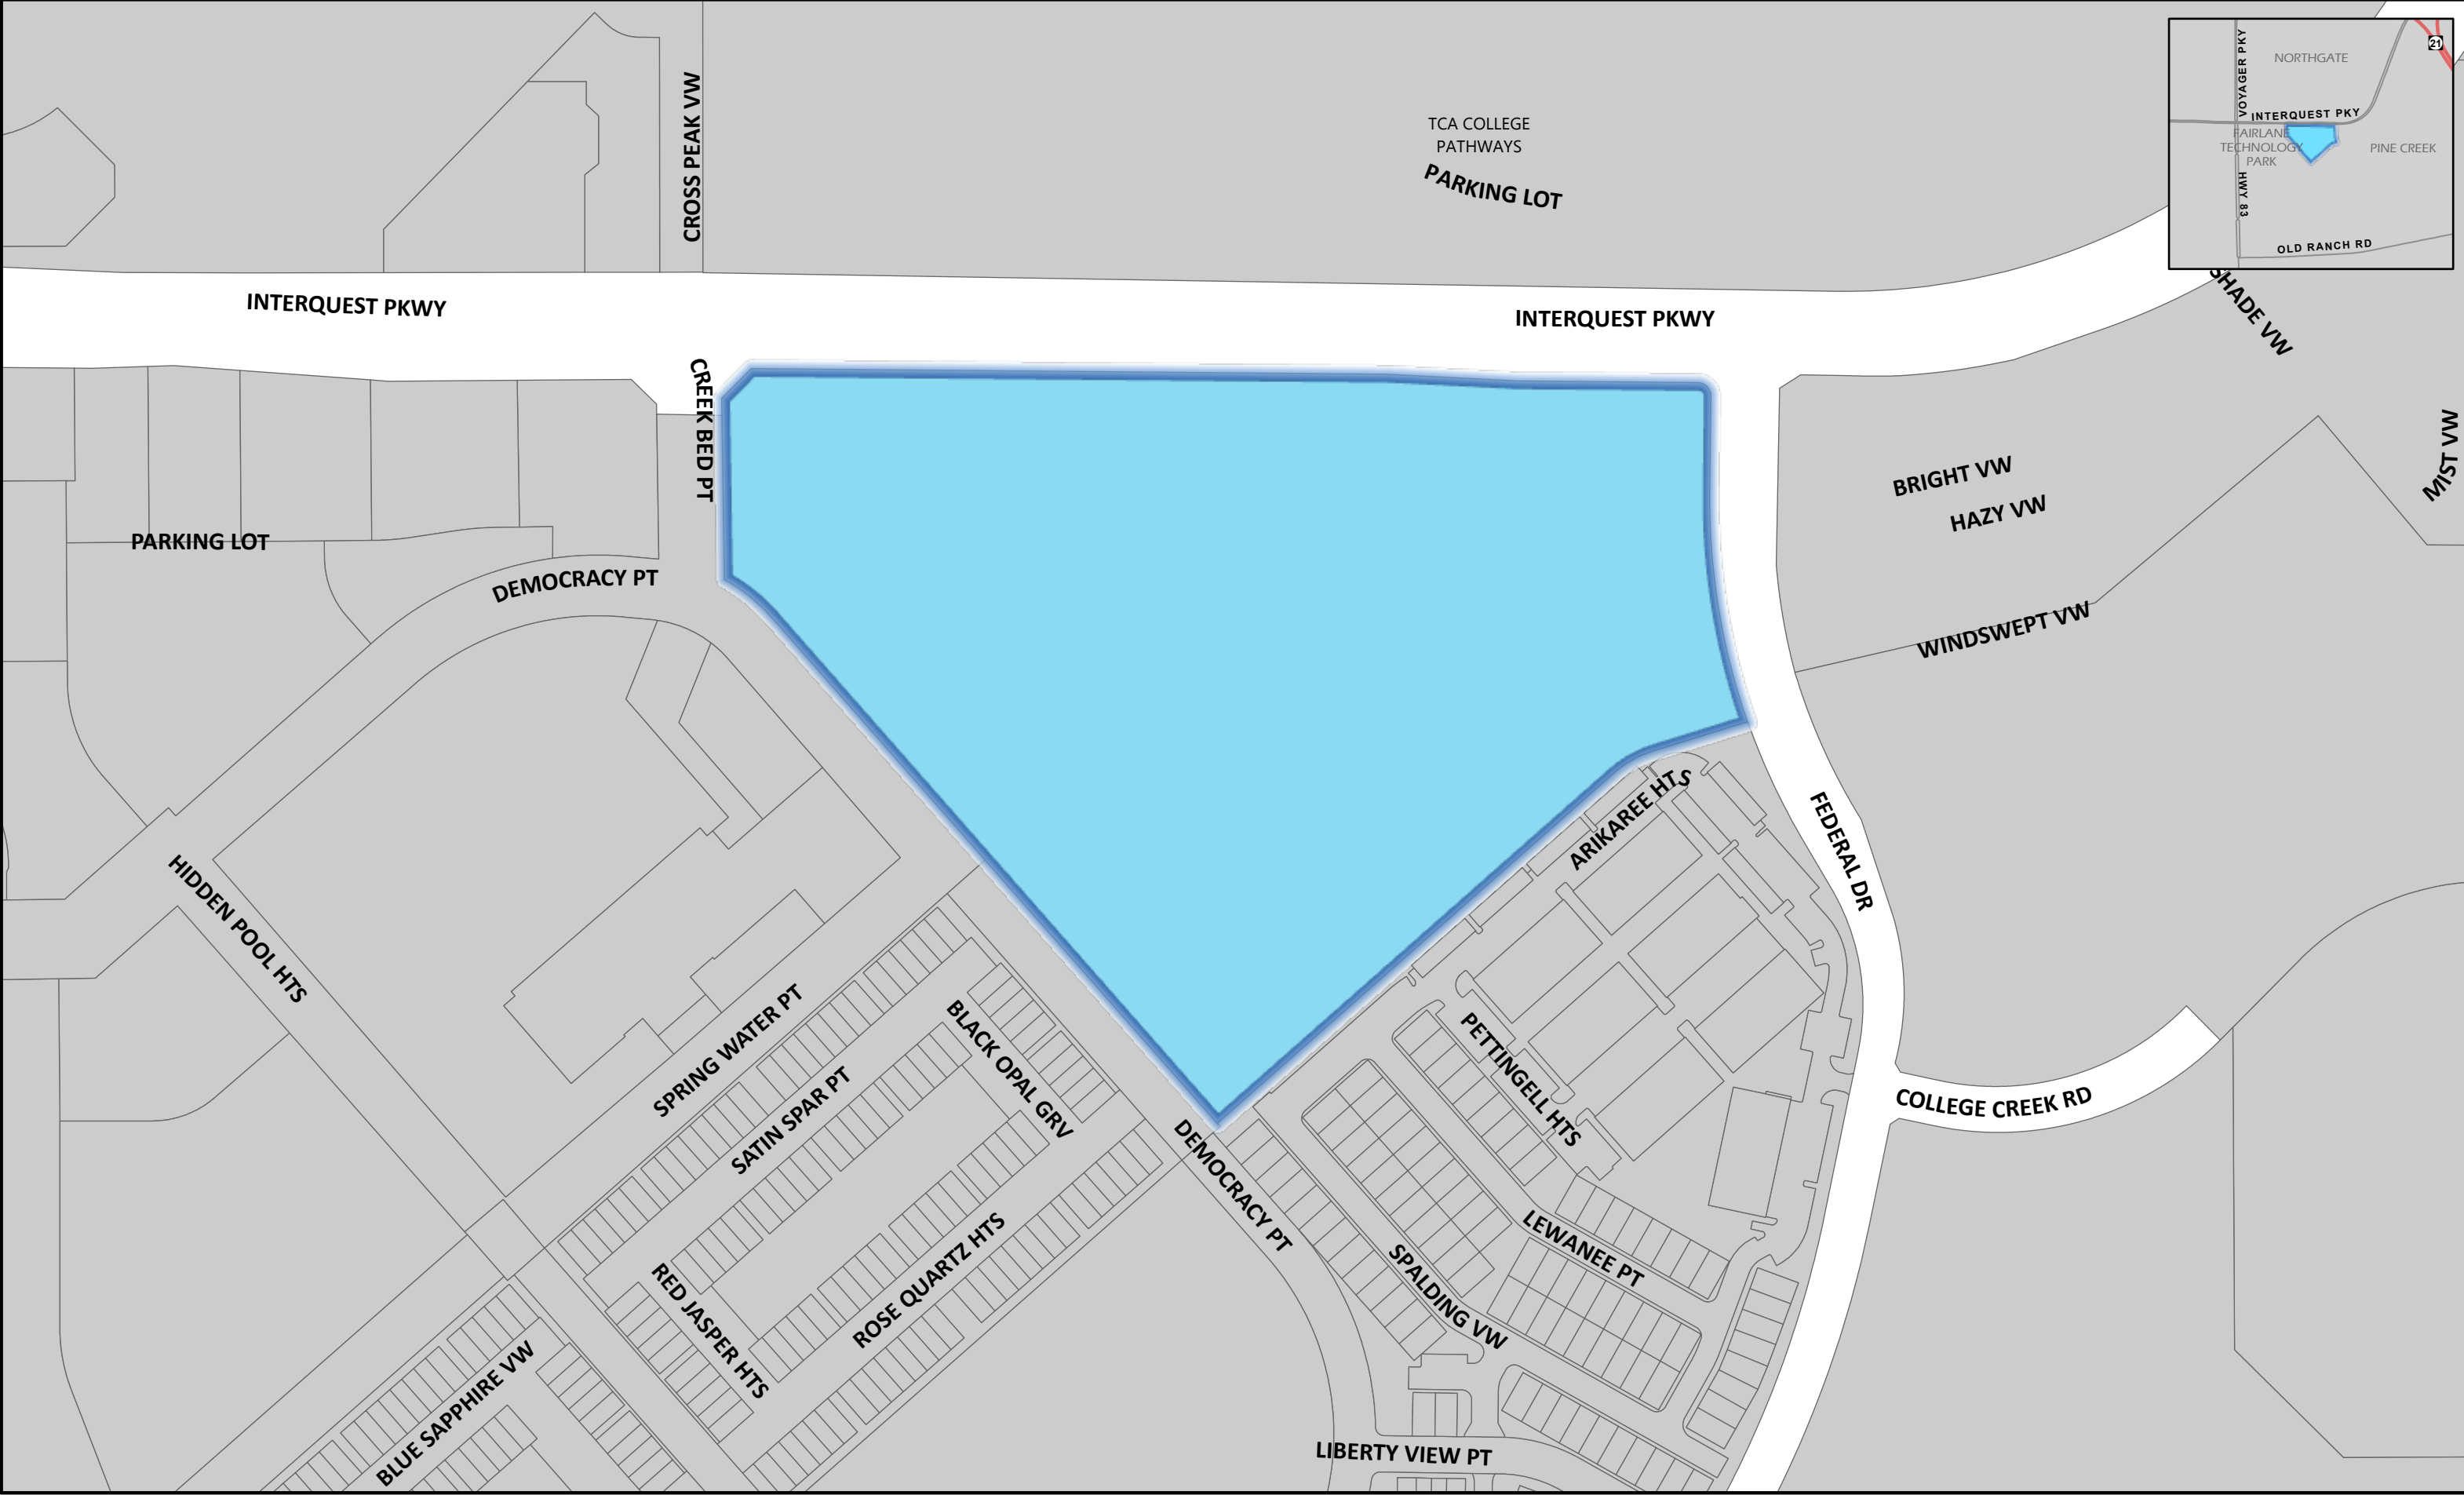 CROSS PEAK VW
TCA COLLEGE
PATHWAYS
PARKING LOT
VOYAGER PKY
NORTHGATE
21
INTERQUEST PKY
FAIRLANE
TECHNOLOGY
PARK
PINE CREEK
HWY 83
OLD RANCH RD
INTERQUEST PKWY
INTERQUEST PKWY
SHADE VW
CREEK BED PT
MIST VW
BRIGHT VW
HAZY VW
PARKING LOT
DEMOCRACY PT
WINDSWEPT VW
ARIKAREE HTS
FEDERAL DR
HIDDEN POOL HTS
SPRING WATER PT
BLACK OPAL GRV
PETTINGELL HTS
SATIN SPAR PT
COLLEGE CREEK RD
DEMOCRACY PT
LEWANEE PT
ROSE QUARTZ HTS
SPALDING VW
RED JASPER HTS
BLUE SAPPHIRE VW
LIBERTY VIEW PT